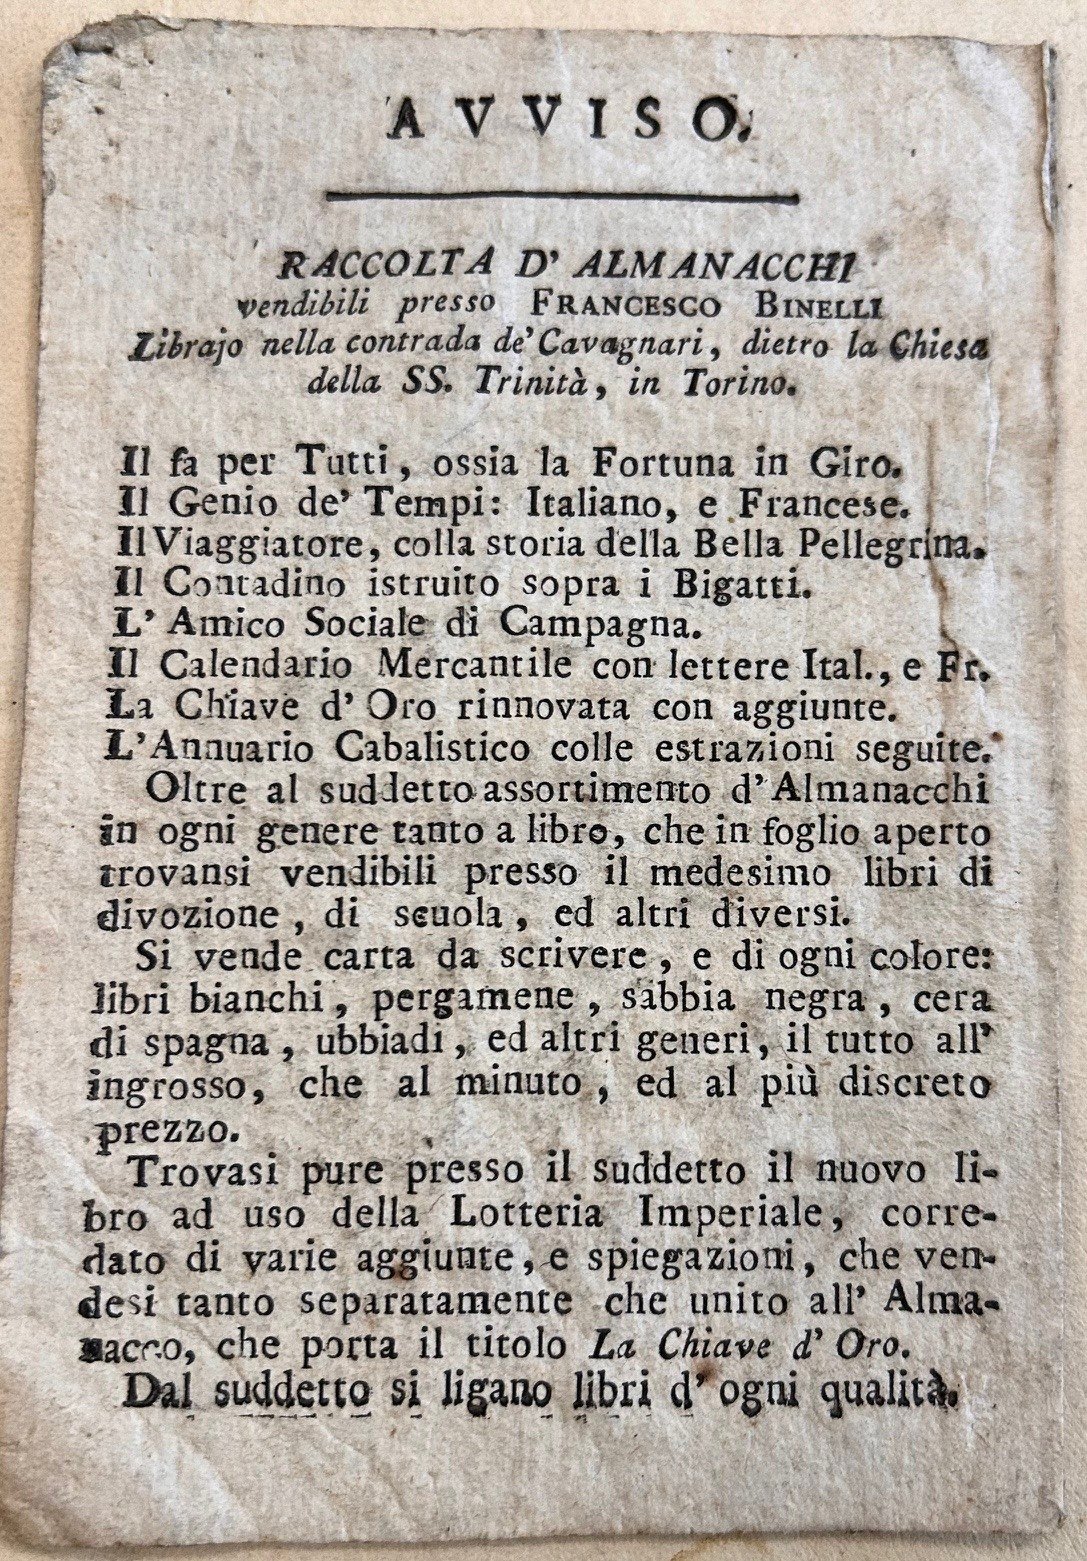 AVVISO.
RACCOLTA D' ALMANACCHI
vendibili presso FRANCESCO BINELLI
Librajo nella contrada de' Cavagnari, dietro la Chiesa
della SS. Trinità, in Torino.
Il fa per Tutti, ossia la Fortuna in Giro.
Il Genio de' Tempi: Italiano, e Francese.
Il Viaggiatore, colla storia della Bella Pellegrina.
Il Contadino istruito sopra i Bigatti.
L' Amico Sociale di Campagna.
Il Calendario Mercantile con lettere Ital., e Fr.
La Chiave d' Oro rinnovata con aggiunte.
L'Annuario Cabalistico colle estrazioni seguite.
Oltre al suddetto assortimento d'Almanacchi
in ogni genere tanto a libro, che in foglio aperto
trovansi vendibili presso il medesimo libri di
divozione, di scuola, ed altri diversi.
Si vende carta da scrivere, e di ogni colore:
libri bianchi, pergamene, sabbia negra, cera
di spagna, ubbiadi, ed altri generi, il tutto all'
ingrosso, che al minuto, ed al più discreto
prezzo.
Trovasi pure presso il suddetto il nuovo li-
bro ad uso della Lotteria Imperiale, corre-
dato di varie aggiunte, e spiegazioni, che ven-
desi tanto separatamente che unito all' Alma-
nacco, che porta il titolo La Chiave d' Oro.
Dal suddetto si ligano libri d' ogni qualità.